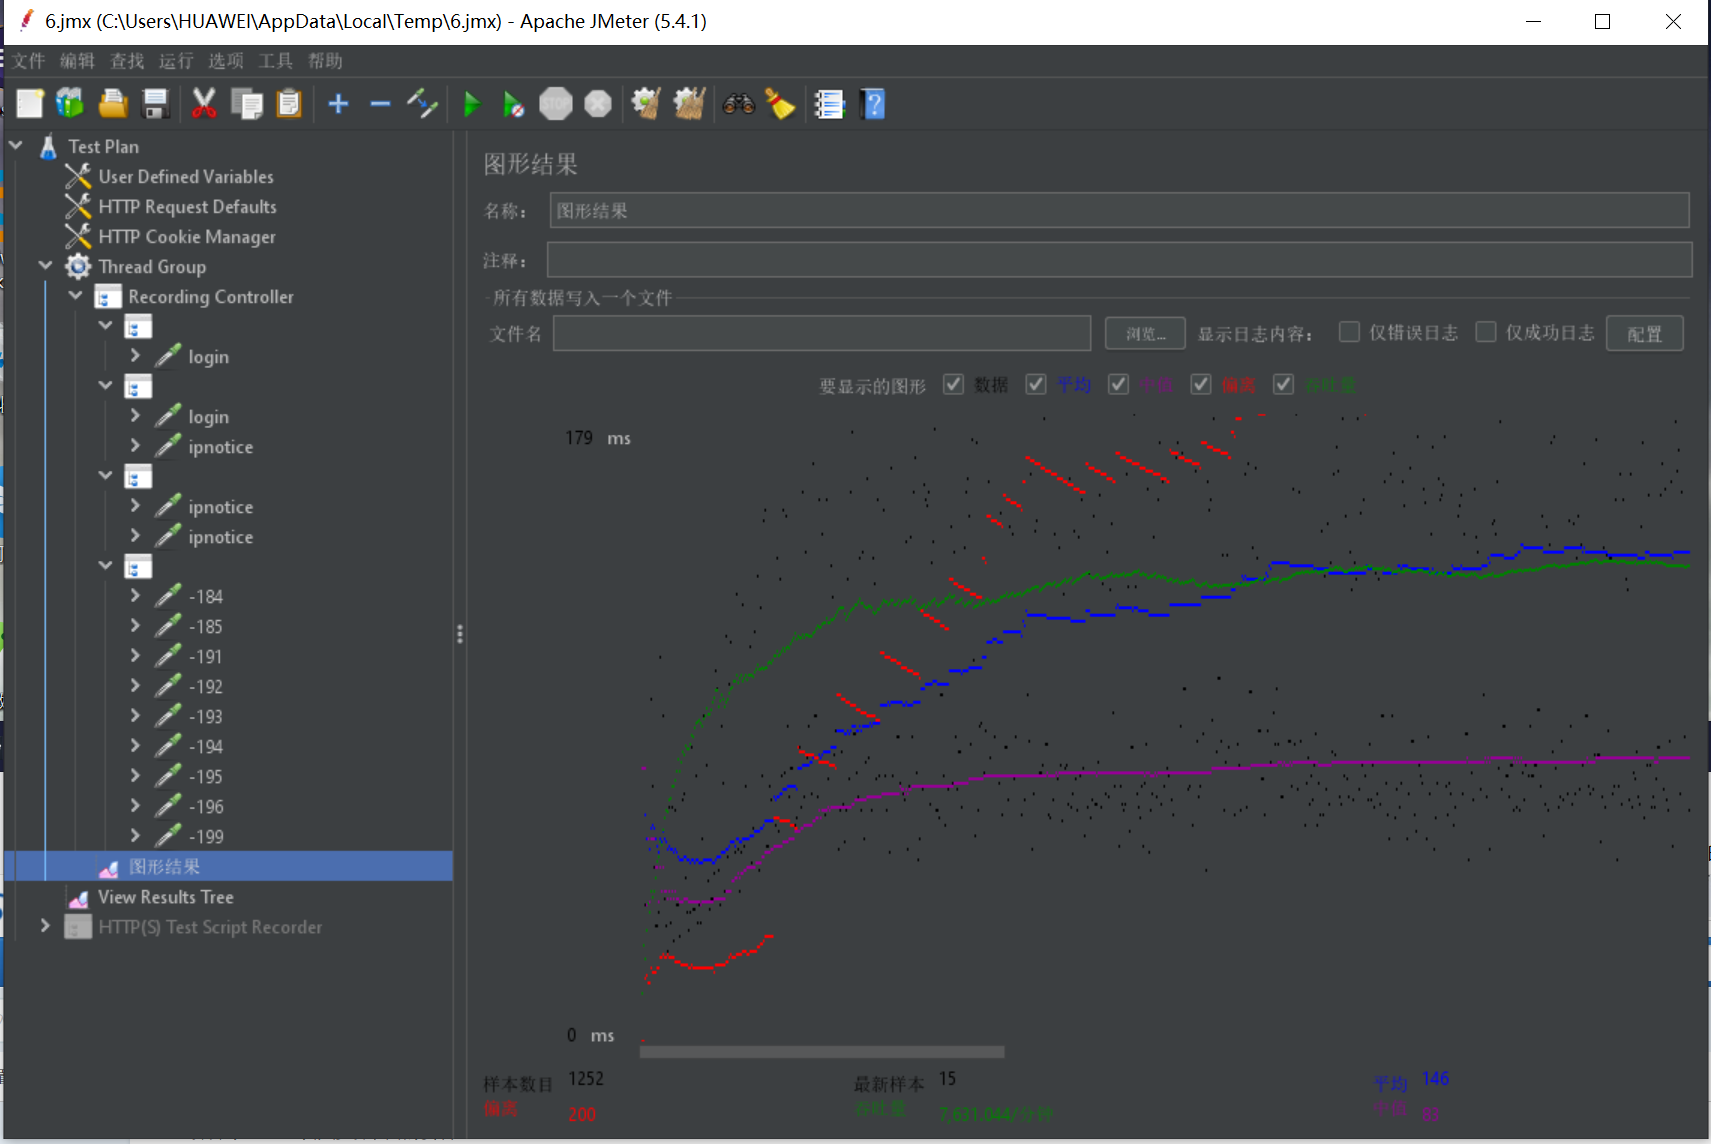 6.jmx (C:\Users\HUAWEI\AppData\Local\Temp\6.jmx) - Apache JMeter (5.4.1)
文件 编辑 查找 运行 选项 工具 帮助
STOP
Test Plan
User Defined Variables
HTTP Request Defaults
HTTP Cookie Manager
Thread Group
Recording Controller
login
login
ipnotice
ipnotice
ipnotice
-184
-185
-191
-192
-193
-194
-195
-196
-199
图形结果
View Results Tree
HTTP(S) Test Script Recorder
图形结果
名称： 图形结果
注释：
所有数据写入一个文件
文件名 浏览... 显示日志内容： 仅错误日志 仅成功日志 配置
要显示的图形 数据 平均 中值 偏离 吞吐量
179 ms
0 ms
样本数目 1252 最新样本 15 平均 146
偏离 200 吞吐量 7,631.044/分钟 中值 83